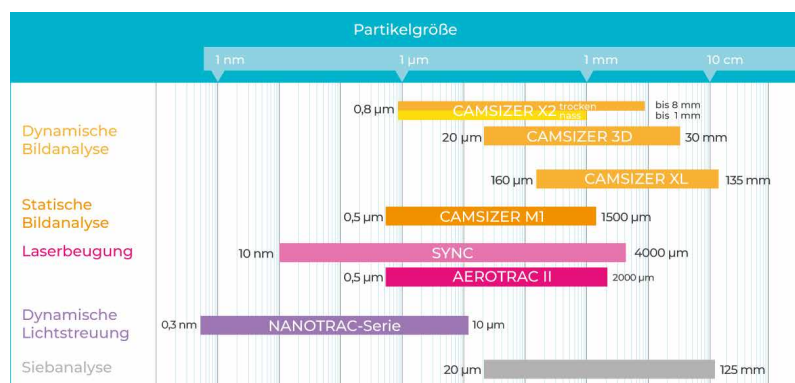 Partikelgröße
1 nm 1 µm 1 mm 10 cm
Dynamische
Bildanalyse
0,8 µm CAMSIZER X2 trocken bis 8 mm
nass bis 1 mm
20 µm CAMSIZER 3D 30 mm
160 µm CAMSIZER XL 135 mm
Statische
Bildanalyse
0,5 µm CAMSIZER M1 1500 µm
Laserbeugung
10 nm SYNC 4000 µm
0,5 µm AEROTRAC II 2000 µm
Dynamische
Lichtstreuung
0,3 nm NANOTRAC-Serie 10 µm
Siebanalyse
20 µm 125 mm